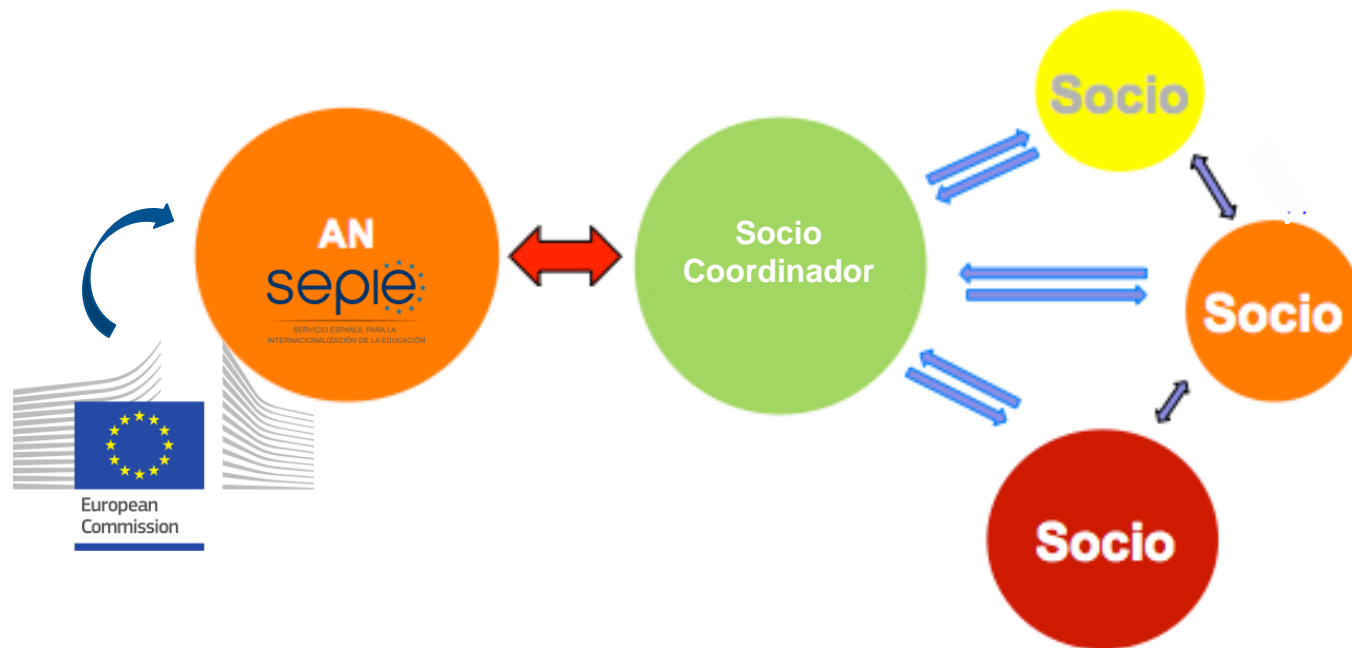 AN
sepie
SERVICIO ESPAÑOL PARA LA
INTERNACIONALIZACIÓN DE LA EDUCACIÓN
European
Commission
Socio
Coordinador
Socio
Socio
Socio